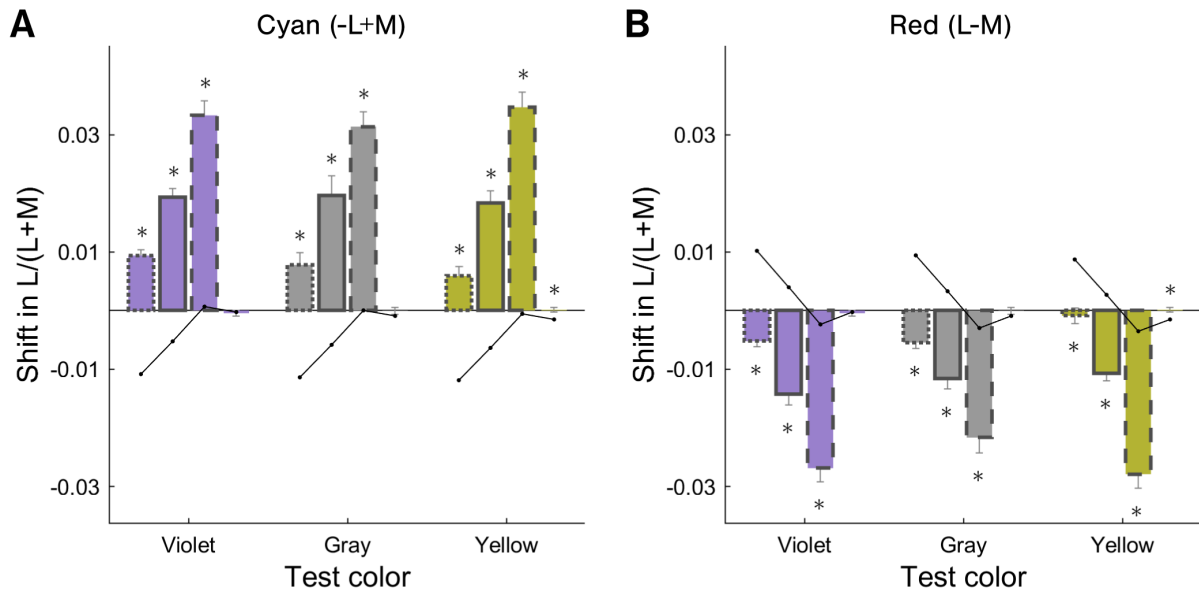 A
Cyan (-L+M)
Shift in L/(L+M)
0.03
0.01
-0.01
-0.03
* * * * * * * * * *
Violet Gray Yellow
Test color
B
Red (L-M)
Shift in L/(L+M)
0.03
0.01
-0.01
-0.03
* * * * * * * * * *
Violet Gray Yellow
Test color